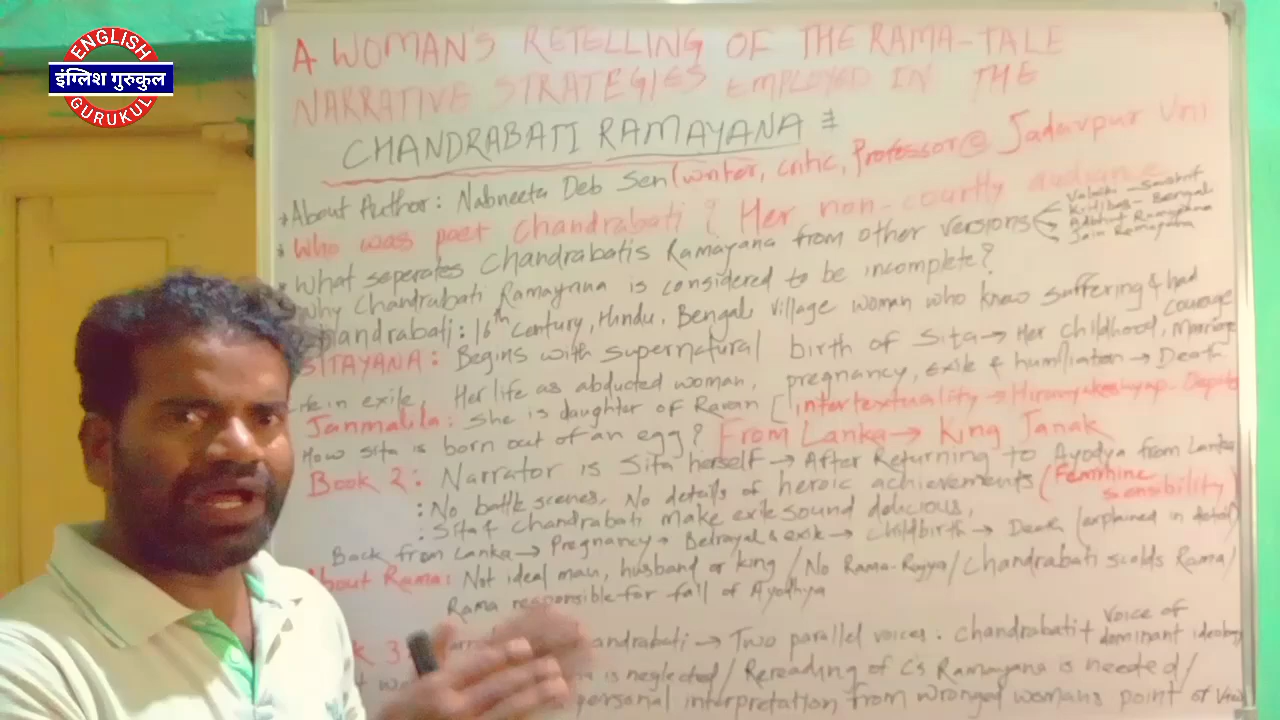 ENGLISH
इंग्लिश गुरुकुल
GURUKUL
A WOMAN'S RETELLING OF THE RAMA-TALE
NARRATIVE STRATEGIES EMPLOYED IN THE
CHANDRABATI RAMAYANA
* About Author: Nabneeta Deb Sen (writer, critic, Professor @ Jadavpur Uni
* Who was poet Chandrabati? Her non-courtly audiance
* What seperates Chandrabatis Ramayana from other versions
Valmiki - Sanskrit
Kritibas - Bengal
Adbhut Ramayana
Jain Ramayana
Why Chandrabati Ramayana is considered to be incomplete?
Chandrabati: 16th Century, Hindu, Bengali village woman who knew suffering & had courage
SITAYANA: Begins with supernatural birth of Sita → Her childhood, Marriage
life in exile, Her life as abducted woman, pregnancy, exile & humiliation → Death
Janmalila: She is daughter of Ravan [intertextuality →
How Sita is born out of an egg? From Lanka → King Janak
Book 2: Narrator is Sita herself → After Returning to Ayodya from Lanka
: No battle scenes, No details of heroic achievements (Feminine sensibility)
: Sita & Chandrabati make exile sound delicious,
Back from Lanka → Pregnancy → Betrayal & exile → childbirth → Death (explained in detail)
About Rama: Not ideal man, husband or king / No Rama-Rajya / Chandrabati scolds Rama /
Rama responsible for fall of Ayodhya
3: Chandrabati → Two parallel voices: Chandrabati + Voice of dominant ideology
is neglected / Rereading of C's Ramayana is needed /
personal interpretation from wronged womans point of view